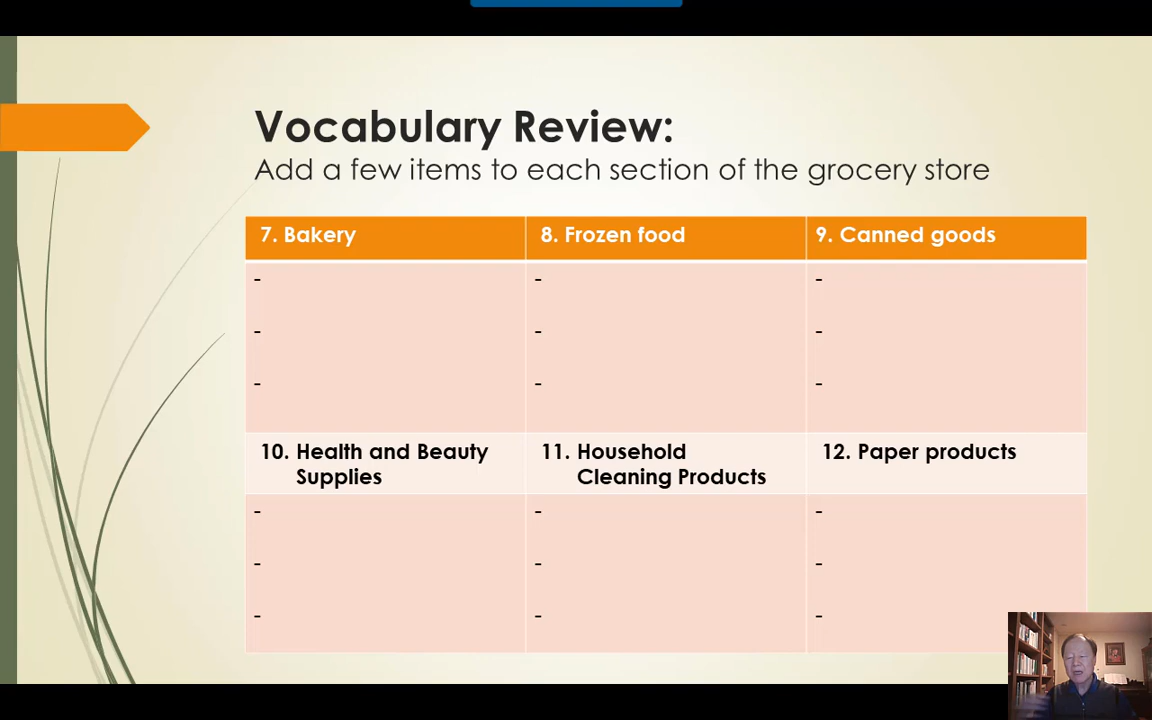 Vocabulary Review:
Add a few items to each section of the grocery store
7. Bakery
8. Frozen food
9. Canned goods
-
-
-
-
-
-
-
-
-
10. Health and Beauty
Supplies
11. Household
Cleaning Products
12. Paper products
-
-
-
-
-
-
-
-
-